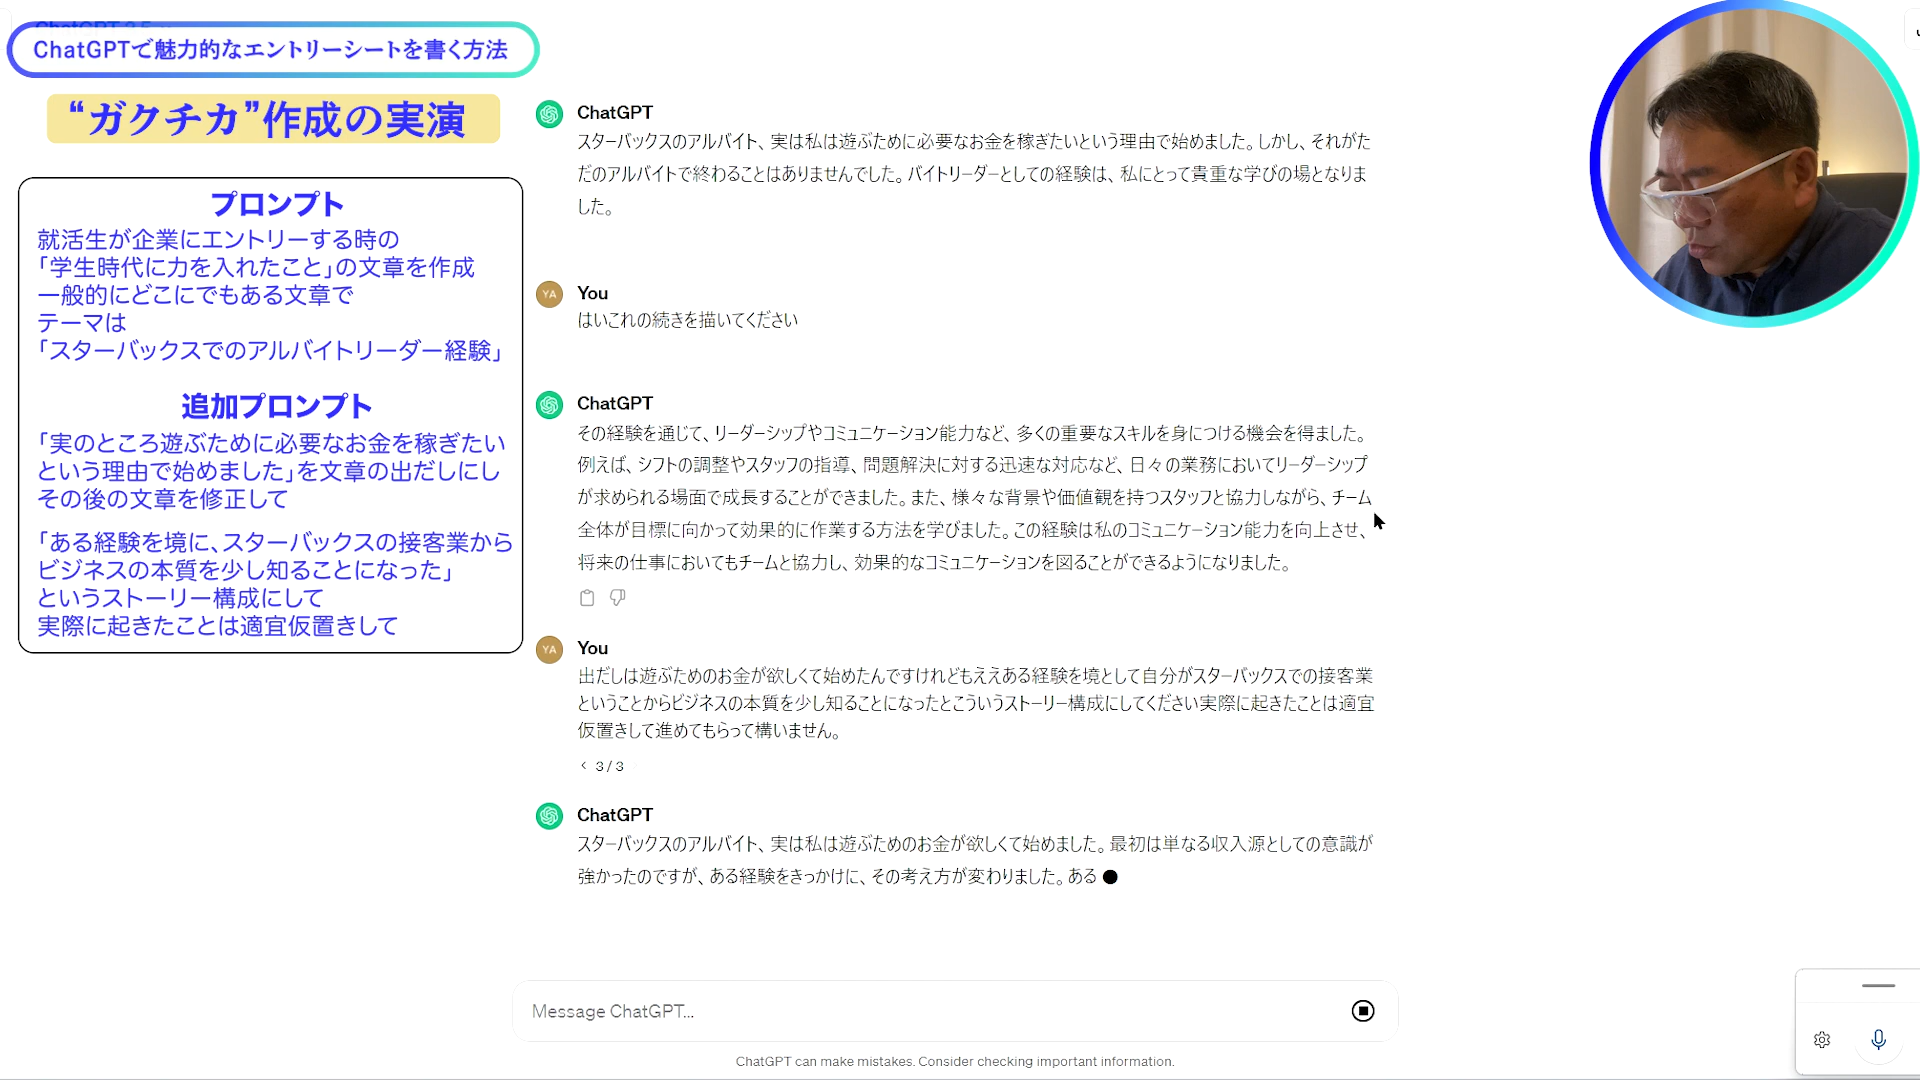 ChatGPTで魅力的なエントリーシートを書く方法
“ガクチカ”作成の実演
プロンプト
就活生が企業にエントリーする時の
「学生時代に力を入れたこと」の文章を作成
一般的にどこにでもある文章で
テーマは
「スターバックスでのアルバイトリーダー経験」
追加プロンプト
「実のところ遊ぶために必要なお金を稼ぎたい
という理由で始めました」を文章の出だしにし
その後の文章を修正して
「ある経験を境に、スターバックスの接客業から
ビジネスの本質を少し知ることになった」
というストーリー構成にして
実際に起きたことは適宜仮置きして
ChatGPT
スターバックスのアルバイト、実は私は遊ぶために必要なお金を稼ぎたいという理由で始めました。しかし、それがた
だのアルバイトで終わることはありませんでした。バイトリーダーとしての経験は、私にとって貴重な学びの場となりま
した。
YA
You
はいこれの続きを描いてください
ChatGPT
その経験を通じて、リーダーシップやコミュニケーション能力など、多くの重要なスキルを身につける機会を得ました。
例えば、シフトの調整やスタッフの指導、問題解決に対する迅速な対応など、日々の業務においてリーダーシップ
が求められる場面で成長することができました。また、様々な背景や価値観を持つスタッフと協力しながら、チーム
全体が目標に向かって効果的に作業する方法を学びました。この経験は私のコミュニケーション能力を向上させ、
将来の仕事においてもチームと協力し、効果的なコミュニケーションを図ることができるようになりました。
YA
You
出だしは遊ぶためのお金が欲しくて始めたんですけれどもええある経験を境として自分がスターバックスでの接客業
ということからビジネスの本質を少し知ることになったとこういうストーリー構成にしてください実際に起きたことは適宜
仮置きして進めてもらって構いません。
< 3 / 3
ChatGPT
スターバックスのアルバイト、実は私は遊ぶためのお金が欲しくて始めました。最初は単なる収入源としての意識が
強かったのですが、ある経験をきっかけに、その考え方が変わりました。ある
Message ChatGPT...
ChatGPT can make mistakes. Consider checking important information.